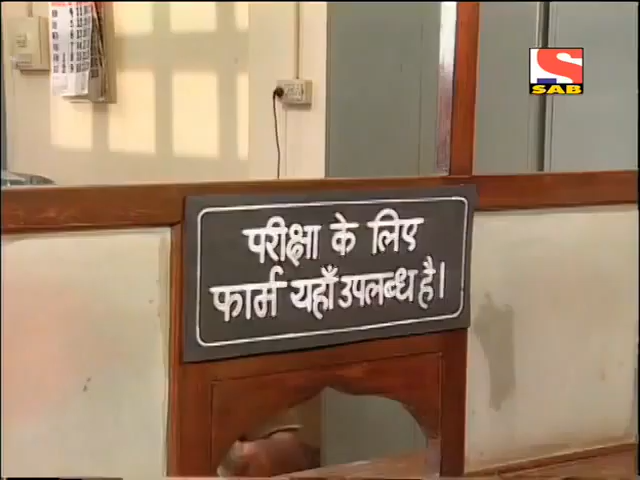 परीक्षा के लिए
फार्म यहाँ उपलब्ध है।
S
SAB